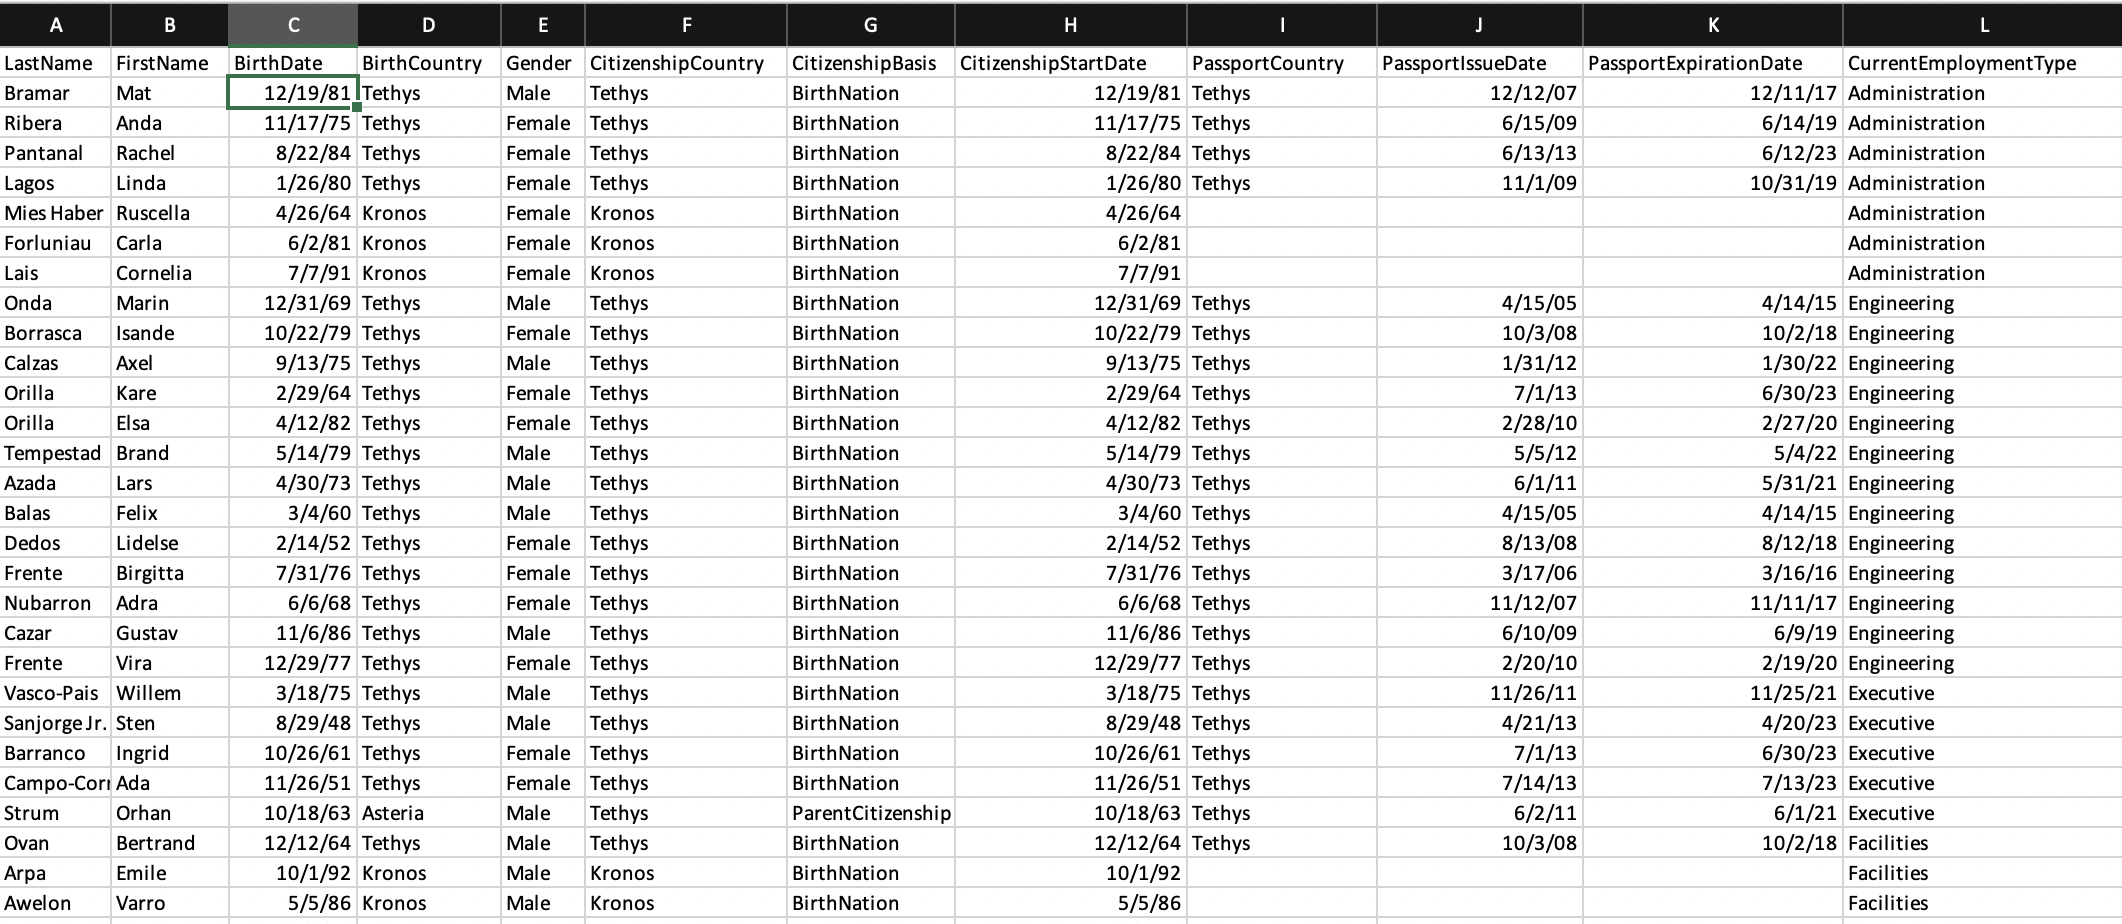 A B C D E F G H I J K L
LastName FirstName BirthDate BirthCountry Gender CitizenshipCountry CitizenshipBasis CitizenshipStartDate PassportCountry PassportIssueDate PassportExpirationDate CurrentEmploymentType
Bramar Mat 12/19/81 Tethys Male Tethys BirthNation 12/19/81 Tethys 12/12/07 12/11/17 Administration
Ribera Anda 11/17/75 Tethys Female Tethys BirthNation 11/17/75 Tethys 6/15/09 6/14/19 Administration
Pantanal Rachel 8/22/84 Tethys Female Tethys BirthNation 8/22/84 Tethys 6/13/13 6/12/23 Administration
Lagos Linda 1/26/80 Tethys Female Tethys BirthNation 1/26/80 Tethys 11/1/09 10/31/19 Administration
Mies Haber Ruscella 4/26/64 Kronos Female Kronos BirthNation 4/26/64 Administration
Forluniau Carla 6/2/81 Kronos Female Kronos BirthNation 6/2/81 Administration
Lais Cornelia 7/7/91 Kronos Female Kronos BirthNation 7/7/91 Administration
Onda Marin 12/31/69 Tethys Male Tethys BirthNation 12/31/69 Tethys 4/15/05 4/14/15 Engineering
Borrasca Isande 10/22/79 Tethys Female Tethys BirthNation 10/22/79 Tethys 10/3/08 10/2/18 Engineering
Calzas Axel 9/13/75 Tethys Male Tethys BirthNation 9/13/75 Tethys 1/31/12 1/30/22 Engineering
Orilla Kare 2/29/64 Tethys Female Tethys BirthNation 2/29/64 Tethys 7/1/13 6/30/23 Engineering
Orilla Elsa 4/12/82 Tethys Female Tethys BirthNation 4/12/82 Tethys 2/28/10 2/27/20 Engineering
Tempestad Brand 5/14/79 Tethys Male Tethys BirthNation 5/14/79 Tethys 5/5/12 5/4/22 Engineering
Azada Lars 4/30/73 Tethys Male Tethys BirthNation 4/30/73 Tethys 6/1/11 5/31/21 Engineering
Balas Felix 3/4/60 Tethys Male Tethys BirthNation 3/4/60 Tethys 4/15/05 4/14/15 Engineering
Dedos Lidelse 2/14/52 Tethys Female Tethys BirthNation 2/14/52 Tethys 8/13/08 8/12/18 Engineering
Frente Birgitta 7/31/76 Tethys Female Tethys BirthNation 7/31/76 Tethys 3/17/06 3/16/16 Engineering
Nubarron Adra 6/6/68 Tethys Female Tethys BirthNation 6/6/68 Tethys 11/12/07 11/11/17 Engineering
Cazar Gustav 11/6/86 Tethys Male Tethys BirthNation 11/6/86 Tethys 6/10/09 6/9/19 Engineering
Frente Vira 12/29/77 Tethys Female Tethys BirthNation 12/29/77 Tethys 2/20/10 2/19/20 Engineering
Vasco-Pais Willem 3/18/75 Tethys Male Tethys BirthNation 3/18/75 Tethys 11/26/11 11/25/21 Executive
Sanjorge Jr. Sten 8/29/48 Tethys Male Tethys BirthNation 8/29/48 Tethys 4/21/13 4/20/23 Executive
Barranco Ingrid 10/26/61 Tethys Female Tethys BirthNation 10/26/61 Tethys 7/1/13 6/30/23 Executive
Campo-Corr Ada 11/26/51 Tethys Female Tethys BirthNation 11/26/51 Tethys 7/14/13 7/13/23 Executive
Strum Orhan 10/18/63 Asteria Male Tethys ParentCitizenship 10/18/63 Tethys 6/2/11 6/1/21 Executive
Ovan Bertrand 12/12/64 Tethys Male Tethys BirthNation 12/12/64 Tethys 10/3/08 10/2/18 Facilities
Arpa Emile 10/1/92 Kronos Male Kronos BirthNation 10/1/92 Facilities
Awelon Varro 5/5/86 Kronos Male Kronos BirthNation 5/5/86 Facilities